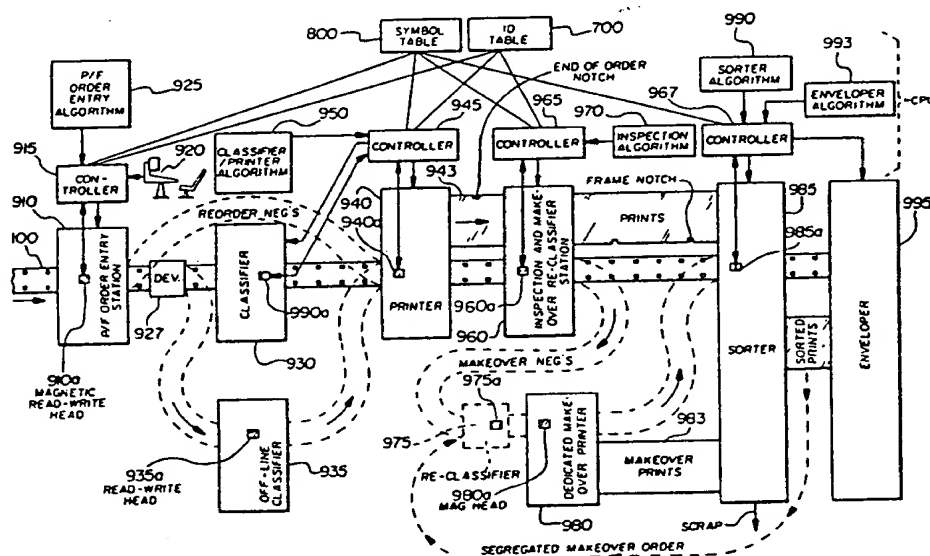 800
SYMBOL
TABLE
ID
TABLE
700
990
SORTER
ALGORITHM
993
ENVELOPER
ALGORITHM
CPU
P/F
ORDER
ENTRY
ALGORITHM
925
END OF ORDER
NOTCH
950
945
965
970
967
CLASSIFIER
/PRINTER
ALGORITHM
CONTROLLER
CONTROLLER
INSPECTION
ALGORITHM
CONTROLLER
915
920
CON-
TROLLER
943
FRAME NOTCH
910
940
940a
985
995
REORDER NEG'S
PRINTS
100
P/F ORDER ENTRY
STATION
DEV.
927
CLASSIFIER
990a
930
PRINTER
INSPECTION AND MAKE-
OVER RE-CLASSIFIER
STATION
960a
960
985a
SORTER
SORTED
PRINTS
ENVELOPER
910a
MAGNETIC
READ-WRITE
HEAD
MAKEOVER NEG'S
975a
975
983
935a
READ-WRITE
HEAD
OFF-LINE
CLASSIFIER
935
RE-CLASSIFIER
980a
MAG HEAD
DEDICATED MAKE-
OVER PRINTER
980
MAKEOVER
PRINTS
SCRAP
SEGREGATED MAKEOVER ORDER